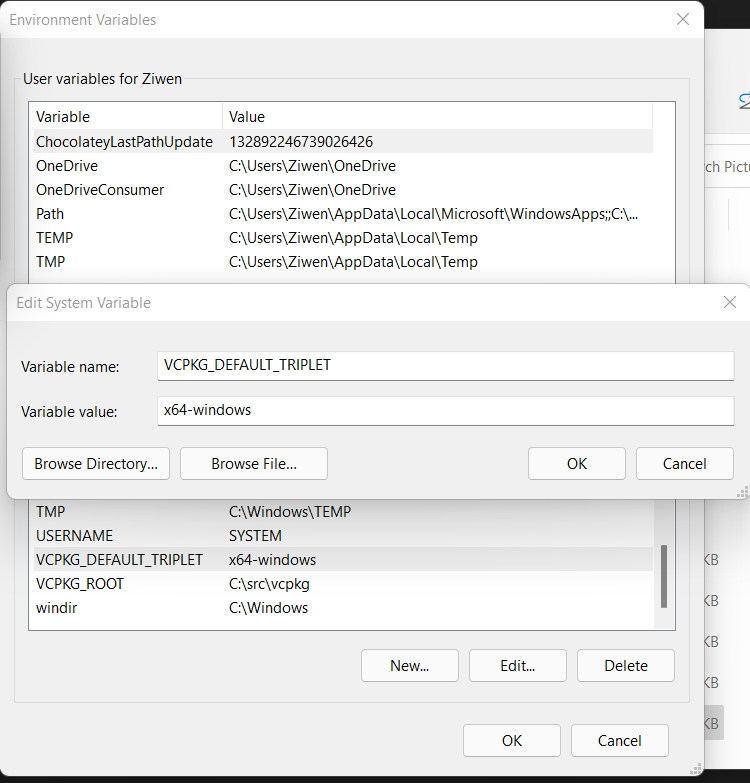 Environment Variables
User variables for Ziwen
Variable Value
ChocolateyLastPathUpdate 132892246739026426
OneDrive C:\Users\Ziwen\OneDrive
OneDriveConsumer C:\Users\Ziwen\OneDrive
Path C:\Users\Ziwen\AppData\Local\Microsoft\WindowsApps;;C:\...
TEMP C:\Users\Ziwen\AppData\Local\Temp
TMP C:\Users\Ziwen\AppData\Local\Temp
Edit System Variable
Variable name: VCPKG_DEFAULT_TRIPLET
Variable value: x64-windows
Browse Directory... Browse File... OK Cancel
TMP C:\Windows\TEMP
USERNAME SYSTEM
VCPKG_DEFAULT_TRIPLET x64-windows
VCPKG_ROOT C:\src\vcpkg
windir C:\Windows
New... Edit... Delete
OK Cancel
KB
KB
KB
KB
KB